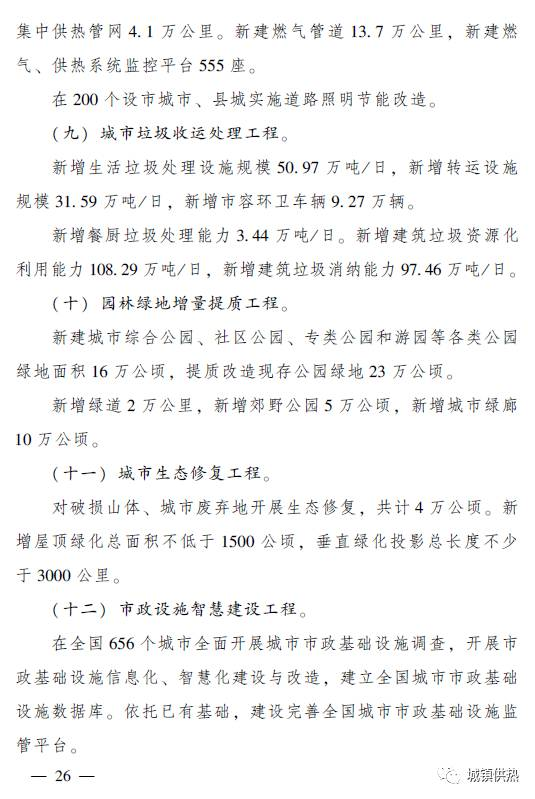 集中供热管网 4.1 万公里。新建燃气管道 13.7 万公里，新建燃
气、供热系统监控平台 555 座。
在 200 个设市城市、县城实施道路照明节能改造。
（九）城市垃圾收运处理工程。
新增生活垃圾处理设施规模 50.97 万吨/日，新增转运设施
规模 31.59 万吨/日，新增市容环卫车辆 9.27 万辆。
新增餐厨垃圾处理能力 3.44 万吨/日。新增建筑垃圾资源化
利用能力 108.29 万吨/日，新增建筑垃圾消纳能力 97.46 万吨/日。
（十）园林绿地增量提质工程。
新建城市综合公园、社区公园、专类公园和游园等各类公园
绿地面积 16 万公顷，提质改造现存公园绿地 23 万公顷。
新增绿道 2 万公里，新增郊野公园 5 万公顷，新增城市绿廊
10 万公顷。
（十一）城市生态修复工程。
对破损山体、城市废弃地开展生态修复，共计 4 万公顷。新
增屋顶绿化总面积不低于 1500 公顷，垂直绿化投影总长度不少
于 3000 公里。
（十二）市政设施智慧建设工程。
在全国 656 个城市全面开展城市市政基础设施调查，开展市
政基础设施信息化、智慧化建设与改造，建立全国城市市政基础
设施数据库。依托已有基础，建设完善全国城市市政基础设施监
管平台。
— 26 —
城镇供热